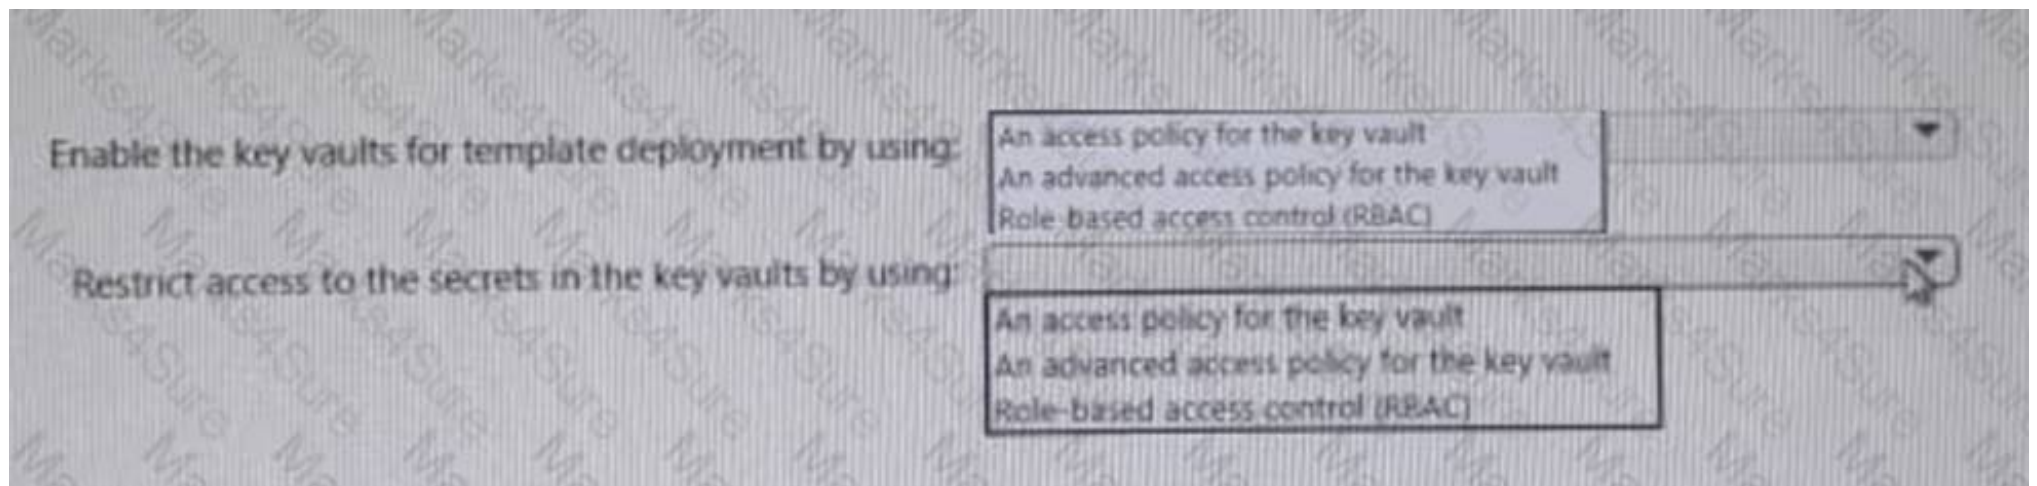 Enable the key vaults for template deployment by using:
An access policy for the key vault
An advanced access policy for the key vault
Role-based access control (RBAC)
Restrict access to the secrets in the key vaults by using:
An access policy for the key vault
An advanced access policy for the key vault
Role-based access control (RBAC)
Marks4Sure